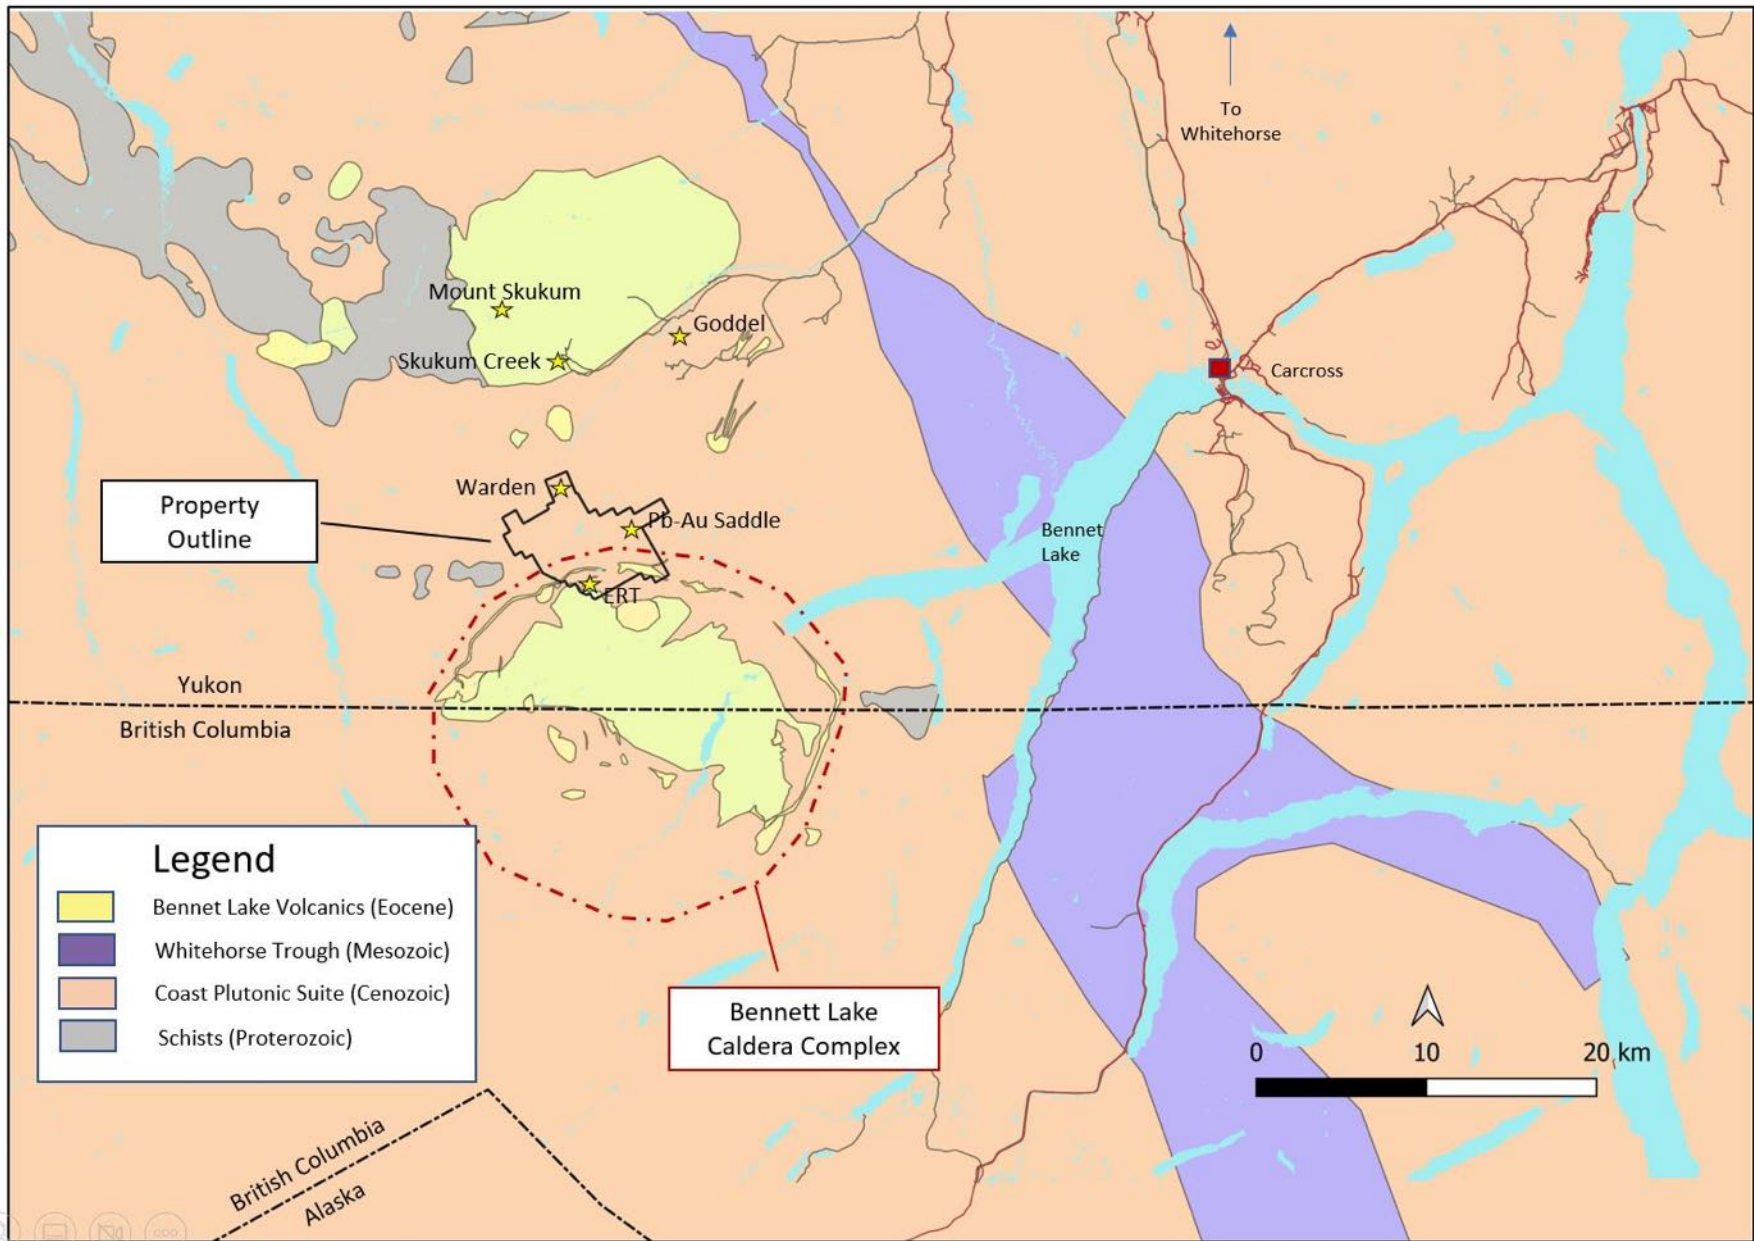 To
Whitehorse
Mount Skukum
Goddel
Skukum Creek
Carcross
Warden
Property
Outline
Pb-Au Saddle
Bennet
Lake
ERT
Yukon
British Columbia
Legend
Bennet Lake Volcanics (Eocene)
Whitehorse Trough (Mesozoic)
Coast Plutonic Suite (Cenozoic)
Schists (Proterozoic)
Bennett Lake
Caldera Complex
0 10 20 km
British Columbia
Alaska